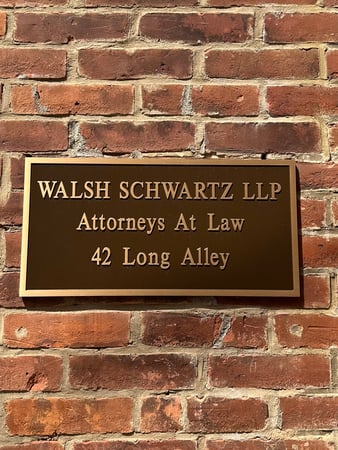 WALSH SCHWARTZ LLP
Attorneys At Law
42 Long Alley